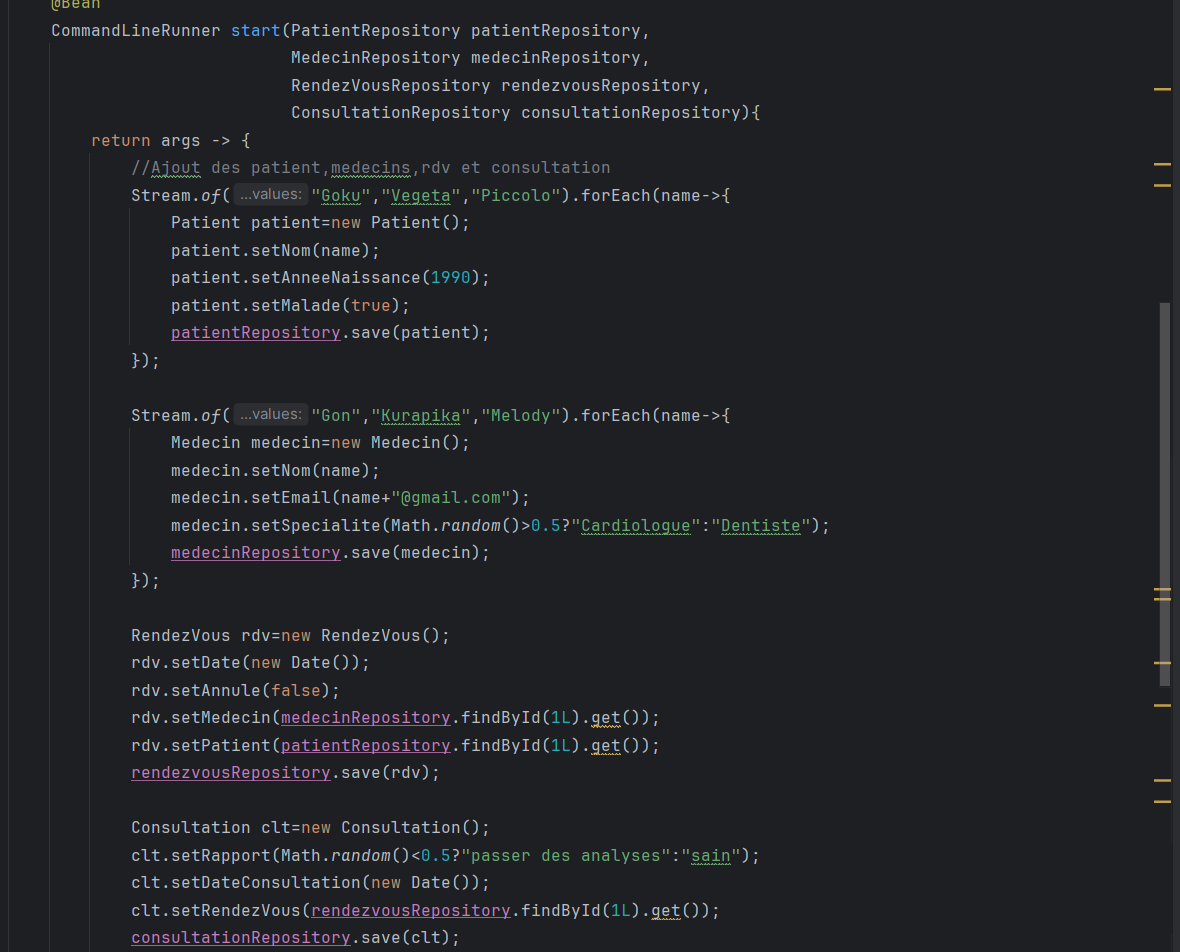 @Bean
CommandLineRunner start(PatientRepository patientRepository,
MedecinRepository medecinRepository,
RendezVousRepository rendezvousRepository,
ConsultationRepository consultationRepository){
return args -> {
//Ajout des patient,medecins,rdv et consultation
Stream.of( ...values: "Goku","Vegeta","Piccolo").forEach(name->{
Patient patient=new Patient();
patient.setNom(name);
patient.setAnneeNaissance(1990);
patient.setMalade(true);
patientRepository.save(patient);
});
Stream.of( ...values: "Gon","Kurapika","Melody").forEach(name->{
Medecin medecin=new Medecin();
medecin.setNom(name);
medecin.setEmail(name+"@gmail.com");
medecin.setSpecialite(Math.random()>0.5?"Cardiologue":"Dentiste");
medecinRepository.save(medecin);
});
RendezVous rdv=new RendezVous();
rdv.setDate(new Date());
rdv.setAnnule(false);
rdv.setMedecin(medecinRepository.findById(1L).get());
rdv.setPatient(patientRepository.findById(1L).get());
rendezvousRepository.save(rdv);
Consultation clt=new Consultation();
clt.setRapport(Math.random()<0.5?"passer des analyses":"sain");
clt.setDateConsultation(new Date());
clt.setRendezVous(rendezvousRepository.findById(1L).get());
consultationRepository.save(clt);